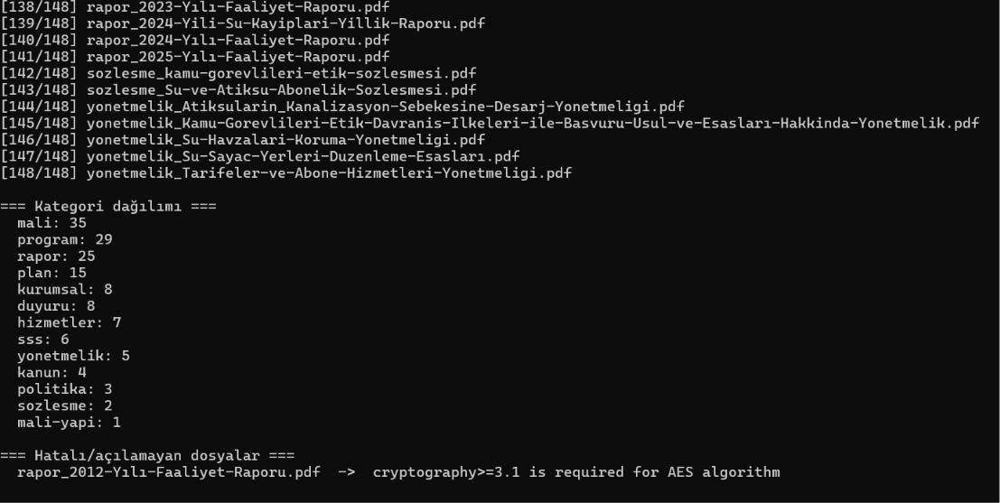 [138/148] rapor_2023-Yılı-Faaliyet-Raporu.pdf
[139/148] rapor_2024-Yili-Su-Kayiplari-Yillik-Raporu.pdf
[140/148] rapor_2024-Yılı-Faaliyet-Raporu.pdf
[141/148] rapor_2025-Yılı-Faaliyet-Raporu.pdf
[142/148] sozlesme_kamu-gorevlileri-etik-sozlesmesi.pdf
[143/148] sozlesme_Su-ve-Atiksu-Abonelik-Sozlesmesi.pdf
[144/148] yonetmelik_Atiksularin_Kanalizasyon-Sebekesine-Desarj-Yonetmeligi.pdf
[145/148] yonetmelik_Kamu-Gorevlileri-Etik-Davranis-Ilkeleri-ile-Basvuru-Usul-ve-Esasları-Hakkinda-Yonetmelik.pdf
[146/148] yonetmelik_Su-Havzalari-Koruma-Yonetmeligi.pdf
[147/148] yonetmelik_Su-Sayac-Yerleri-Duzenleme-Esasları.pdf
[148/148] yonetmelik_Tarifeler-ve-Abone-Hizmetleri-Yonetmeligi.pdf
=== Kategori dağılımı ===
mali: 35
program: 29
rapor: 25
plan: 15
kurumsal: 8
duyuru: 8
hizmetler: 7
sss: 6
yonetmelik: 5
kanun: 4
politika: 3
sozlesme: 2
mali-yapi: 1
=== Hatalı/açılamayan dosyalar ===
rapor_2012-Yılı-Faaliyet-Raporu.pdf  ->  cryptography>=3.1 is required for AES algorithm